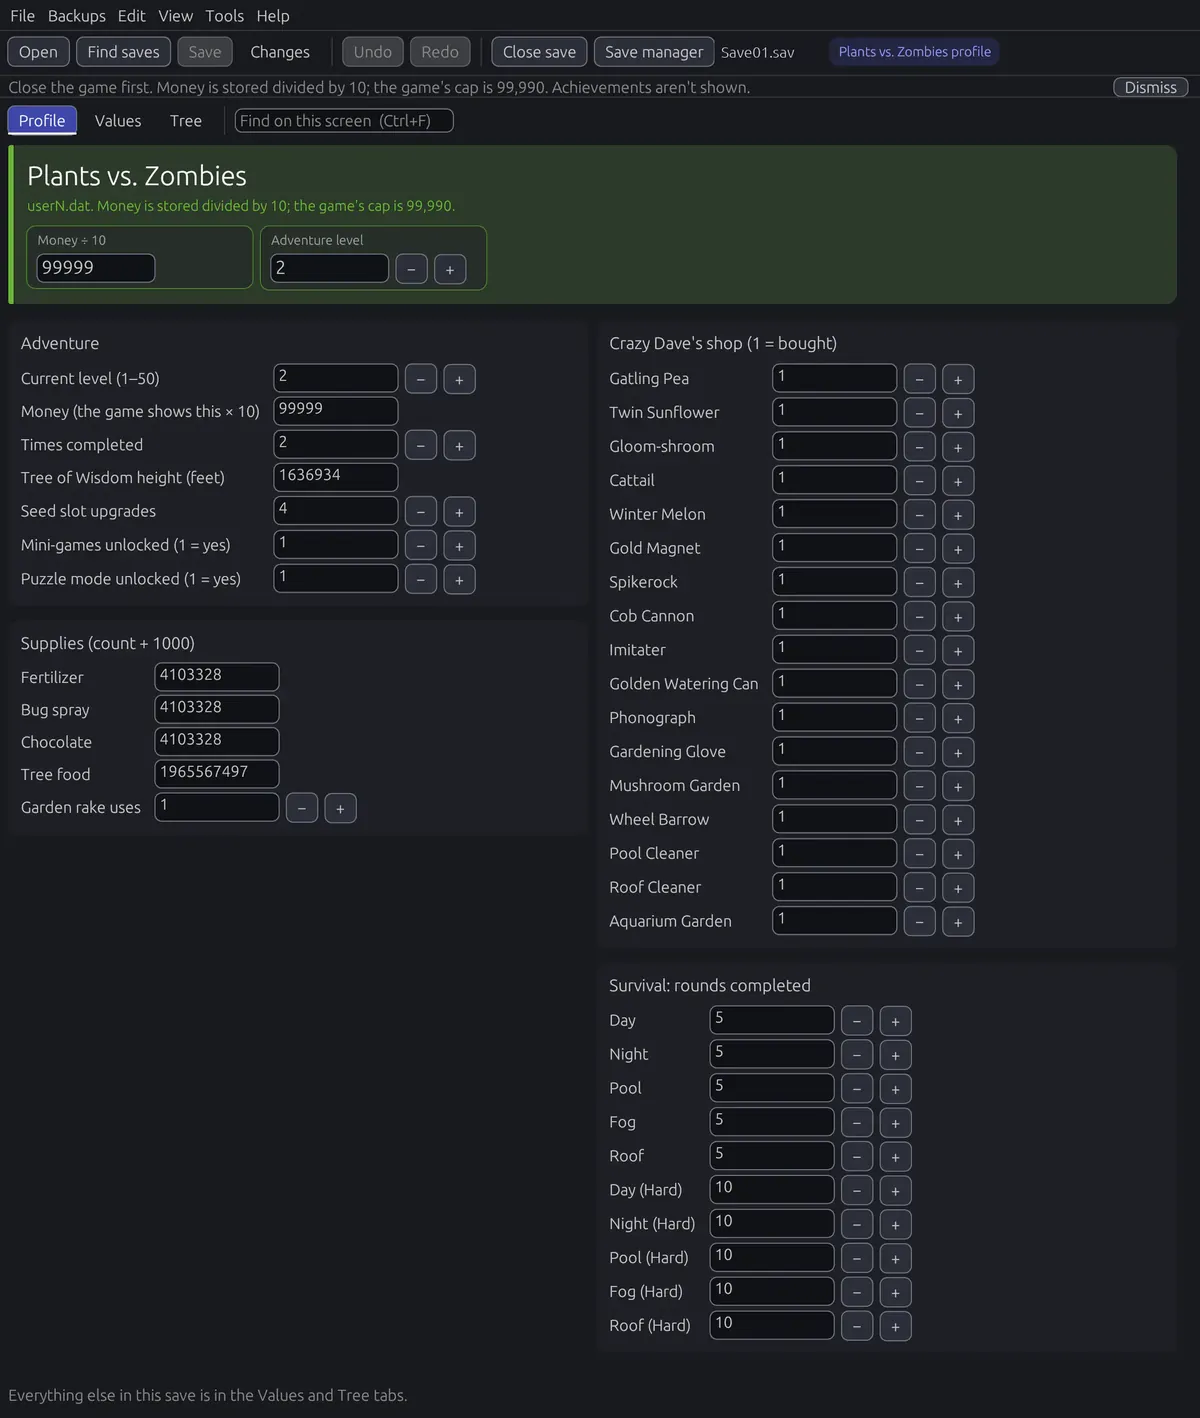 File Backups Edit View Tools Help
Open Find saves Save Changes Undo Redo Close save Save manager Save01.sav Plants vs. Zombies profile
Close the game first. Money is stored divided by 10; the game's cap is 99,990. Achievements aren't shown. Dismiss
Profile Values Tree Find on this screen (Ctrl+F)
Plants vs. Zombies
userN.dat. Money is stored divided by 10; the game's cap is 99,990.
Money ÷ 10
99999
Adventure level
2 − +
Adventure
Current level (1–50) 2 − +
Money (the game shows this × 10) 99999
Times completed 2 − +
Tree of Wisdom height (feet) 1636934
Seed slot upgrades 4 − +
Mini-games unlocked (1 = yes) 1 − +
Puzzle mode unlocked (1 = yes) 1 − +
Supplies (count + 1000)
Fertilizer 4103328
Bug spray 4103328
Chocolate 4103328
Tree food 1965567497
Garden rake uses 1 − +
Crazy Dave's shop (1 = bought)
Gatling Pea 1 − +
Twin Sunflower 1 − +
Gloom-shroom 1 − +
Cattail 1 − +
Winter Melon 1 − +
Gold Magnet 1 − +
Spikerock 1 − +
Cob Cannon 1 − +
Imitater 1 − +
Golden Watering Can 1 − +
Phonograph 1 − +
Gardening Glove 1 − +
Mushroom Garden 1 − +
Wheel Barrow 1 − +
Pool Cleaner 1 − +
Roof Cleaner 1 − +
Aquarium Garden 1 − +
Survival: rounds completed
Day 5 − +
Night 5 − +
Pool 5 − +
Fog 5 − +
Roof 5 − +
Day (Hard) 10 − +
Night (Hard) 10 − +
Pool (Hard) 10 − +
Fog (Hard) 10 − +
Roof (Hard) 10 − +
Everything else in this save is in the Values and Tree tabs.